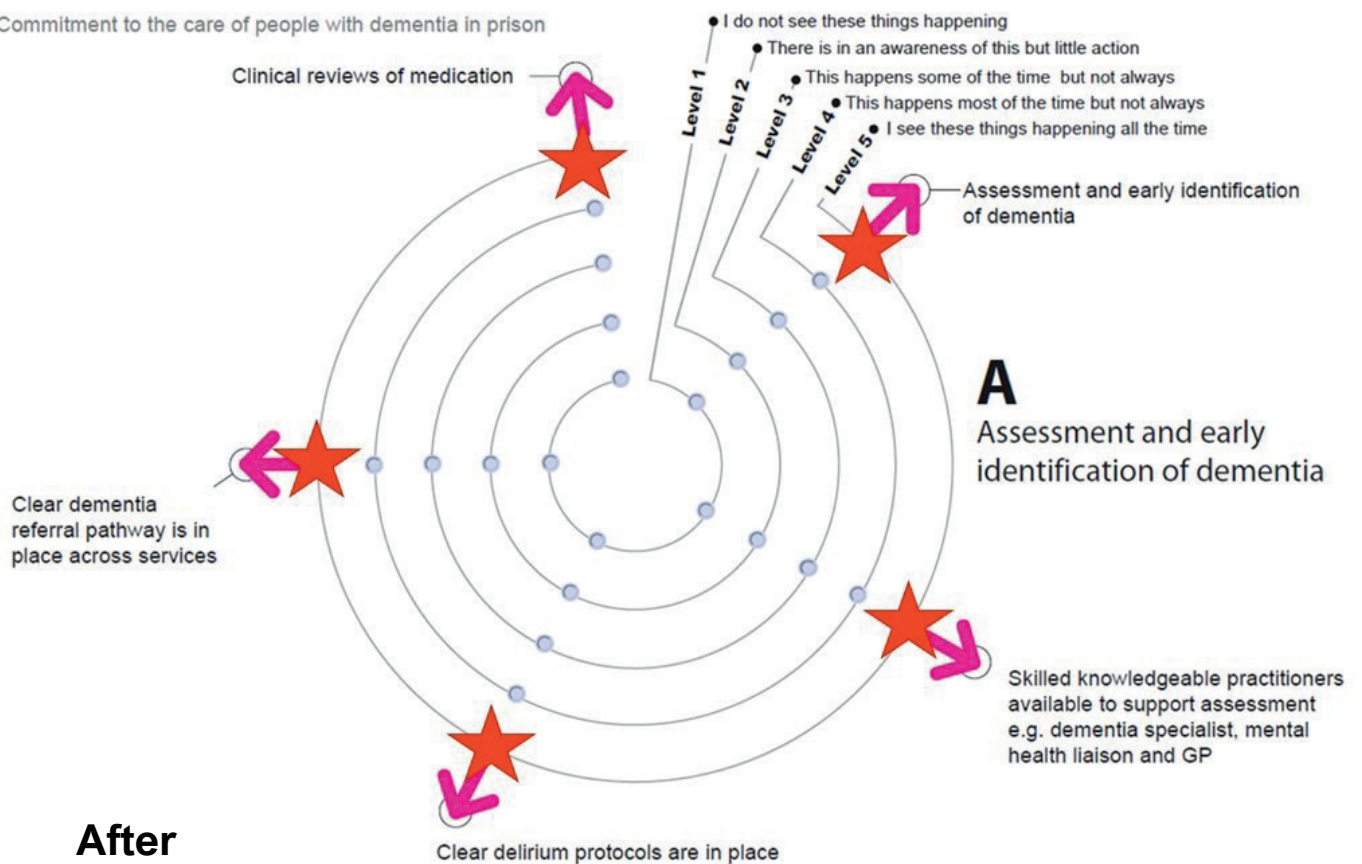 Commitment to the care of people with dementia in prison
I do not see these things happening
There is in an awareness of this but little action
This happens some of the time but not always
This happens most of the time but not always
I see these things happening all the time
Level 1
Level 2
Level 3
Level 4
Level 5
Clinical reviews of medication
Assessment and early identification
of dementia
A
Assessment and early
identification of dementia
Clear dementia
referral pathway is in
place across services
Skilled knowledgeable practitioners
available to support assessment
e.g. dementia specialist, mental
health liaison and GP
After
Clear delirium protocols are in place